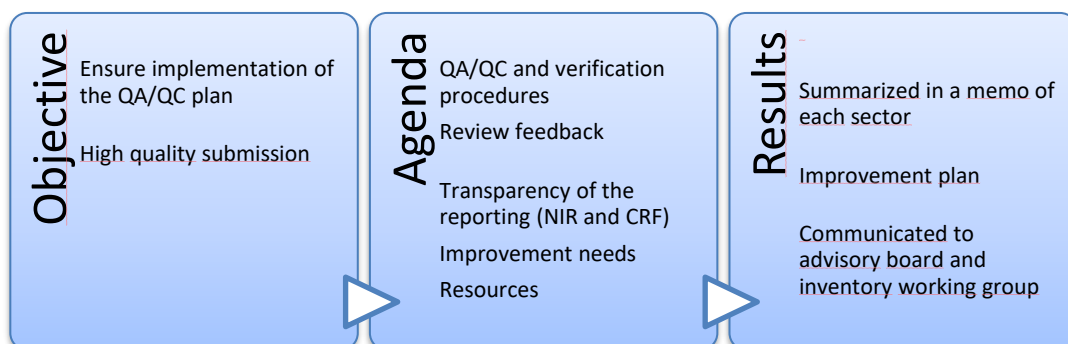 Objective
Ensure implementation of
the QA/QC plan
High quality submission
Agenda
QA/QC and verification
procedures
Review feedback
Transparency of the
reporting (NIR and CRF)
Improvement needs
Resources
Results
Summarized in a memo of
each sector
Improvement plan
Communicated to
advisory board and
inventory working group